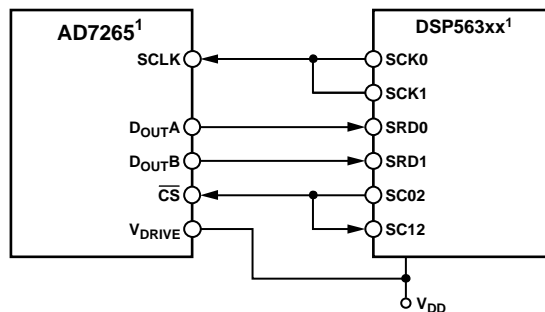 AD7265¹
DSP563xx¹
SCLK
SCK0
SCK1
DOUTA
SRD0
DOUTB
SRD1
CS
SC02
VDRIVE
SC12
VDD